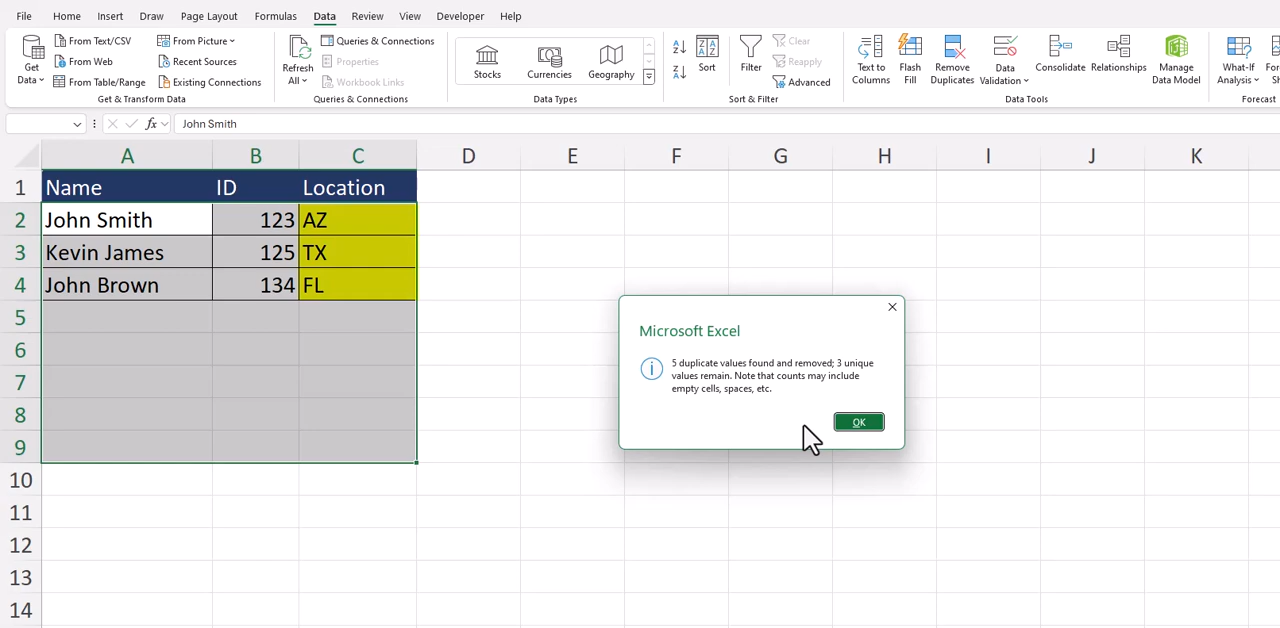 File Home Insert Draw Page Layout Formulas Data Review View Developer Help
Get Data
From Text/CSV
From Web
From Table/Range
From Picture
Recent Sources
Existing Connections
Get & Transform Data
Refresh All
Queries & Connections
Properties
Workbook Links
Queries & Connections
Stocks
Currencies
Geography
Data Types
Sort
Filter
Clear
Reapply
Advanced
Sort & Filter
Text to Columns
Flash Fill
Remove Duplicates
Data Validation
Consolidate
Relationships
Manage Data Model
Data Tools
What-If Analysis
Forecast
fx John Smith
A B C D E F G H I J K
1 Name ID Location
2 John Smith 123 AZ
3 Kevin James 125 TX
4 John Brown 134 FL
5
6
7
8
9
10
11
12
13
14
Microsoft Excel
5 duplicate values found and removed; 3 unique
values remain. Note that counts may include
empty cells, spaces, etc.
OK